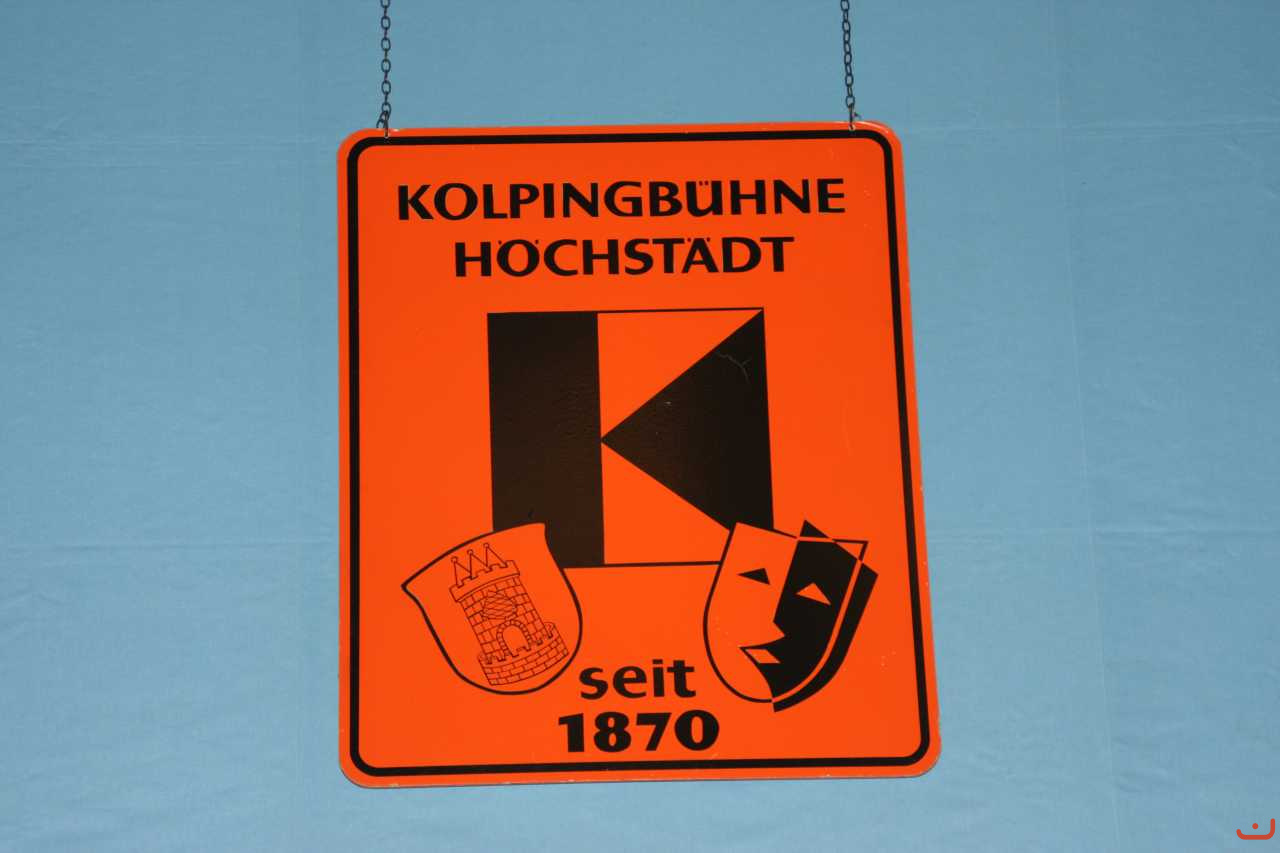 KOLPINGBÜHNE
HÖCHSTÄDT
K
seit
1870